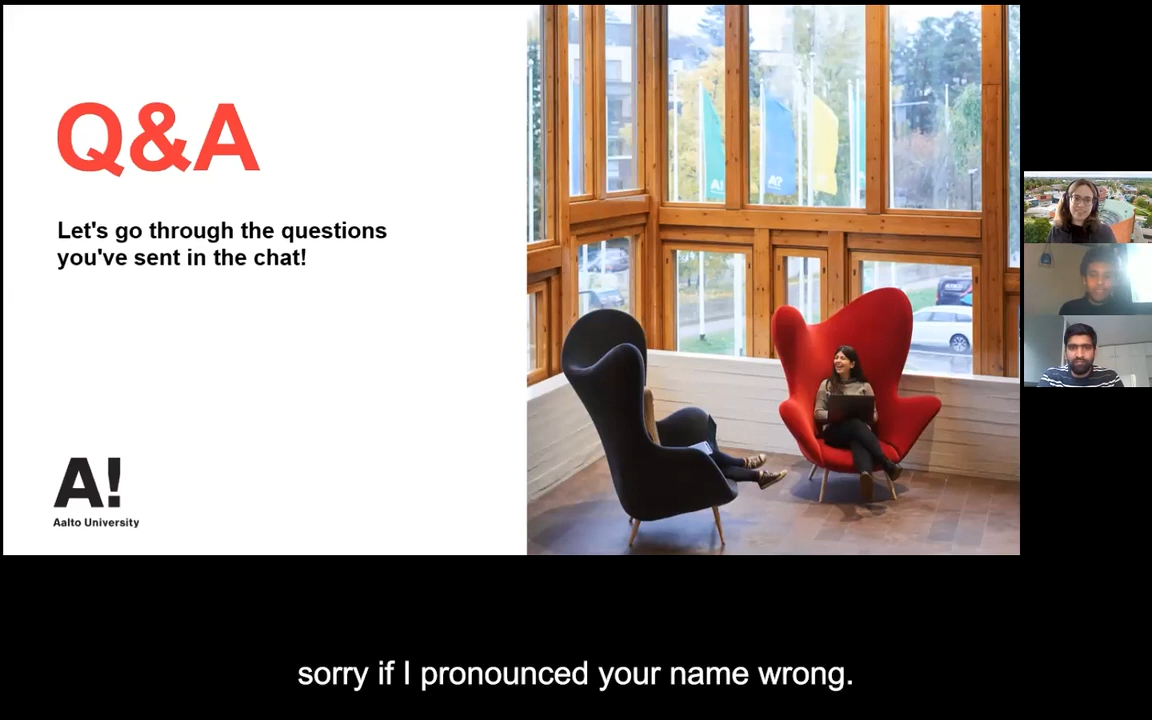 Q&A
Let's go through the questions
you've sent in the chat!
A!
Aalto University
A!
A?
sorry if I pronounced your name wrong.